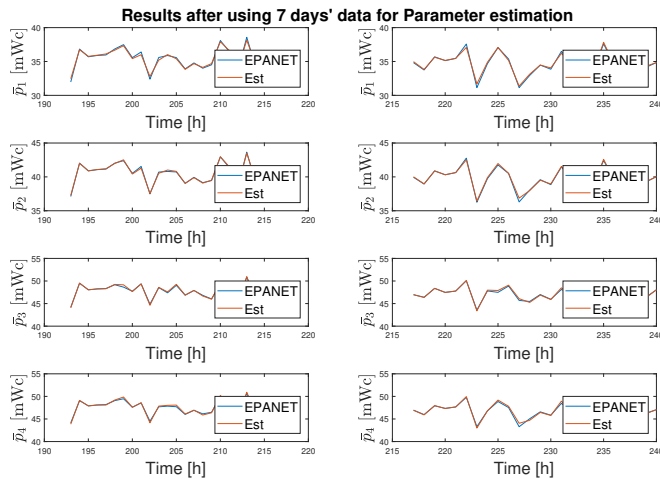 Results after using 7 days' data for Parameter estimation
40
35
30
p̄1 [mWc]
190 195 200 205 210 215 220
Time [h]
EPANET
Est
40
35
30
p̄1 [mWc]
215 220 225 230 235 240
Time [h]
EPANET
Est
45
40
35
p̄2 [mWc]
190 195 200 205 210 215 220
Time [h]
EPANET
Est
45
40
35
p̄2 [mWc]
215 220 225 230 235 240
Time [h]
EPANET
Est
55
50
45
40
p̄3 [mWc]
190 195 200 205 210 215 220
Time [h]
EPANET
Est
55
50
45
40
p̄3 [mWc]
215 220 225 230 235 240
Time [h]
EPANET
Est
55
50
45
40
p̄4 [mWc]
190 195 200 205 210 215 220
Time [h]
EPANET
Est
55
50
45
40
p̄4 [mWc]
215 220 225 230 235 240
Time [h]
EPANET
Est